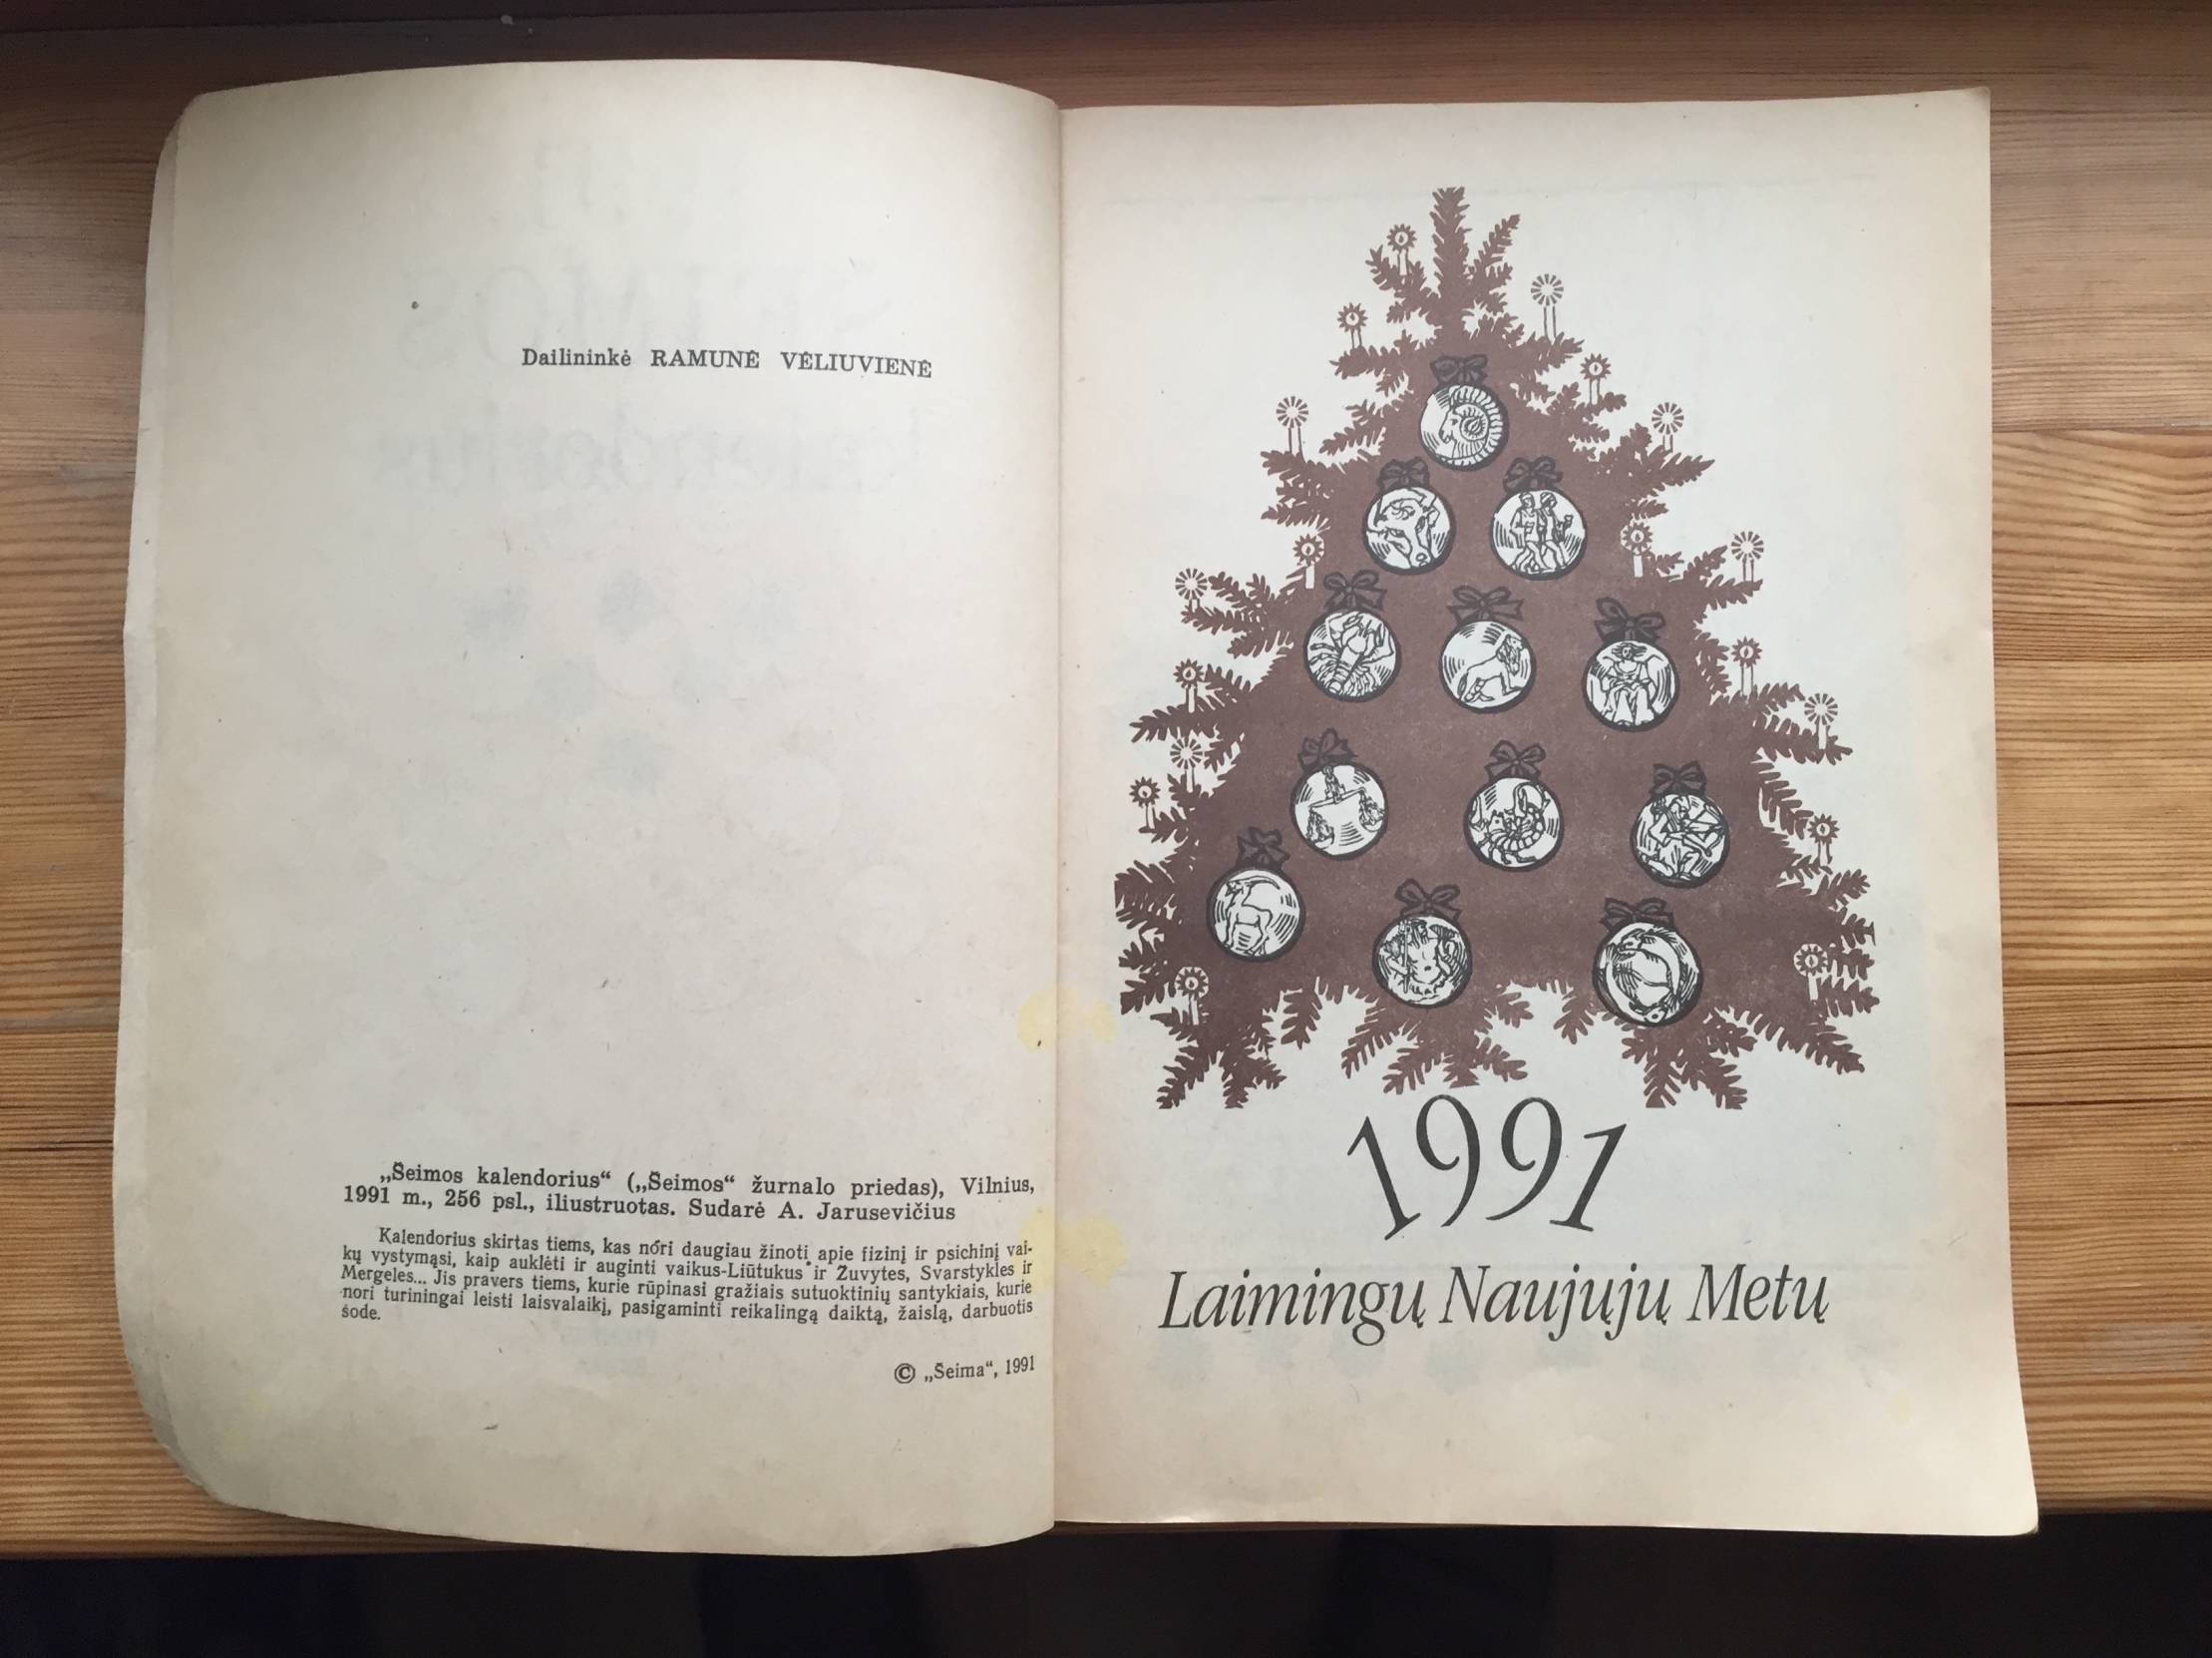 Dailininkė RAMUNĖ VĖLIUVIENĖ
„Šeimos kalendorius“ („Šeimos“ žurnalo priedas), Vilnius,
1991 m., 256 psl., iliustruotas. Sudarė A. Jarusevičius
Kalendorius skirtas tiems, kas nori daugiau žinoti apie fizinį ir psichinį vai-
kų vystymąsi, kaip auklėti ir auginti vaikus-Liūtukus ir Žuvytes, Svarstykles ir
Mergeles... Jis pravers tiems, kurie rūpinasi gražiais sutuoktinių santykiais, kurie
nori turiningai leisti laisvalaikį, pasigaminti reikalingą daiktą, žaislą, darbuotis
sode.
© „Šeima“, 1991
1991
Laimingų Naujųjų Metų